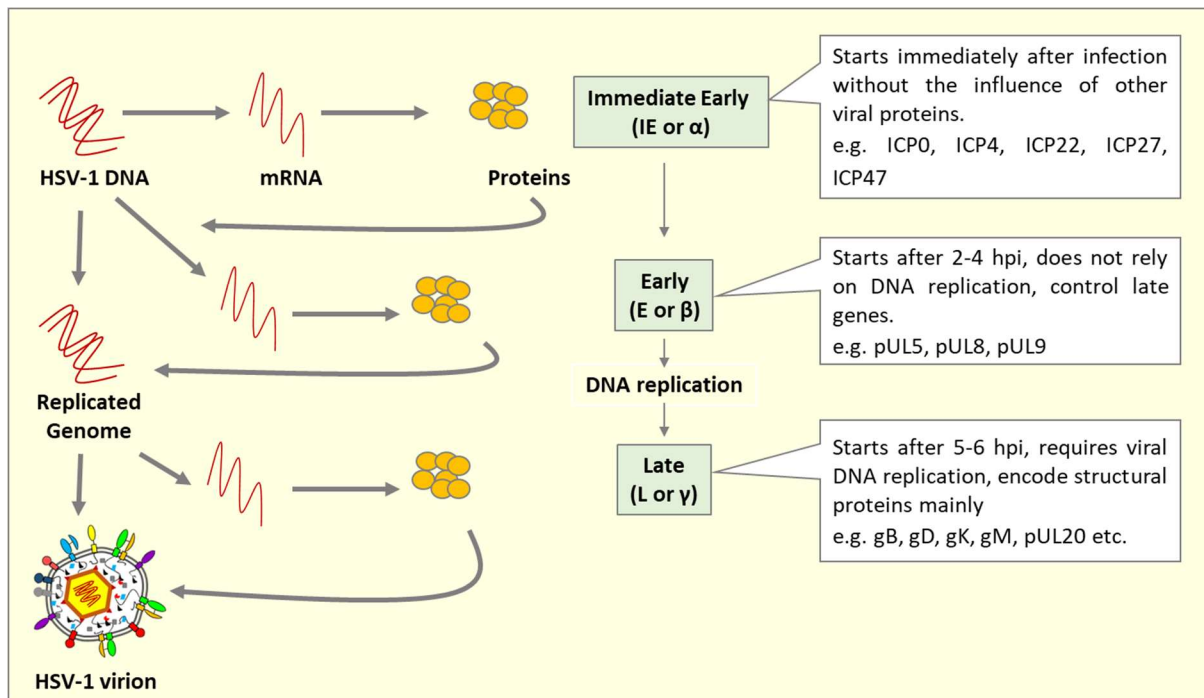 HSV-1 DNA
mRNA
Proteins
Replicated
Genome
HSV-1 virion
Immediate Early
(IE or α)
Early
(E or β)
DNA replication
Late
(L or γ)
Starts immediately after infection
without the influence of other
viral proteins.
e.g. ICP0, ICP4, ICP22, ICP27,
ICP47
Starts after 2-4 hpi, does not rely
on DNA replication, control late
genes.
e.g. pUL5, pUL8, pUL9
Starts after 5-6 hpi, requires viral
DNA replication, encode structural
proteins mainly
e.g. gB, gD, gK, gM, pUL20 etc.